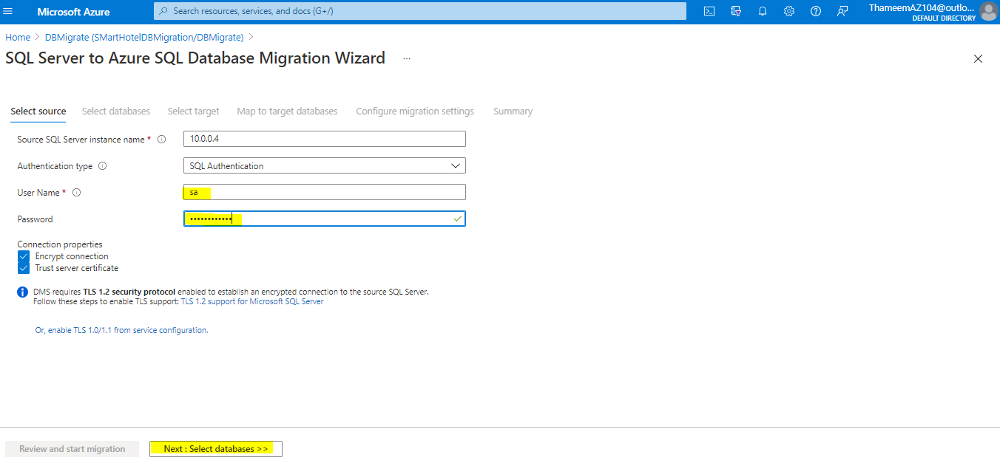 Microsoft Azure
Search resources, services, and docs (G+/)
ThameemAZ104@outlo...
DEFAULT DIRECTORY
Home > DBMigrate (SMartHotelDBMigration/DBMigrate) >
SQL Server to Azure SQL Database Migration Wizard ...
Select source Select databases Select target Map to target databases Configure migration settings Summary
Source SQL Server instance name * 10.0.0.4
Authentication type SQL Authentication
User Name * sa
Password ••••••••••••
Connection properties
Encrypt connection
Trust server certificate
DMS requires TLS 1.2 security protocol enabled to establish an encrypted connection to the source SQL Server.
Follow these steps to enable TLS support: TLS 1.2 support for Microsoft SQL Server
Or, enable TLS 1.0/1.1 from service configuration.
Review and start migration Next : Select databases >>